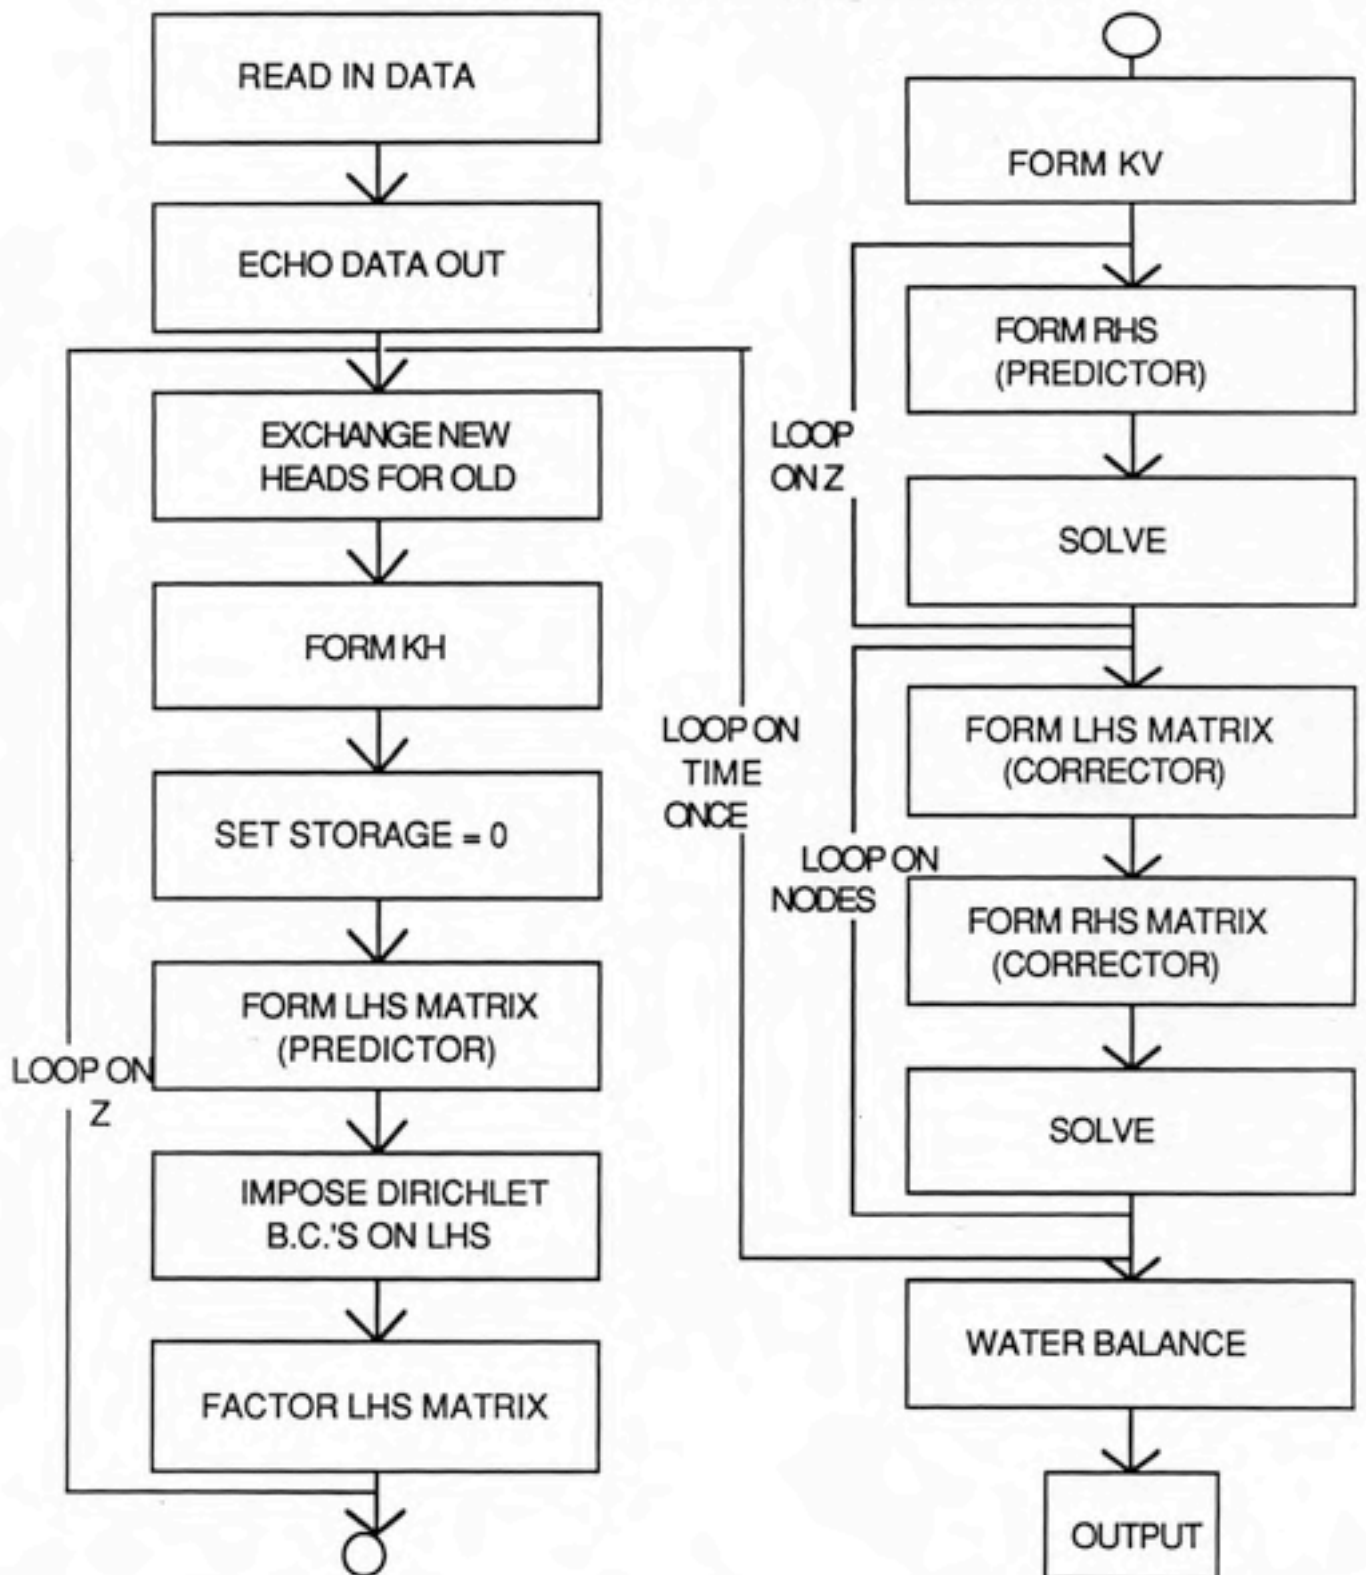 READ IN DATA
ECHO DATA OUT
EXCHANGE NEW
HEADS FOR OLD
FORM KH
SET STORAGE = 0
FORM LHS MATRIX
(PREDICTOR)
LOOP ON
Z
IMPOSE DIRICHLET
B.C.'S ON LHS
FACTOR LHS MATRIX
LOOP ON
TIME
ONCE
FORM KV
FORM RHS
(PREDICTOR)
LOOP
ON Z
SOLVE
FORM LHS MATRIX
(CORRECTOR)
LOOP ON
NODES
FORM RHS MATRIX
(CORRECTOR)
SOLVE
WATER BALANCE
OUTPUT